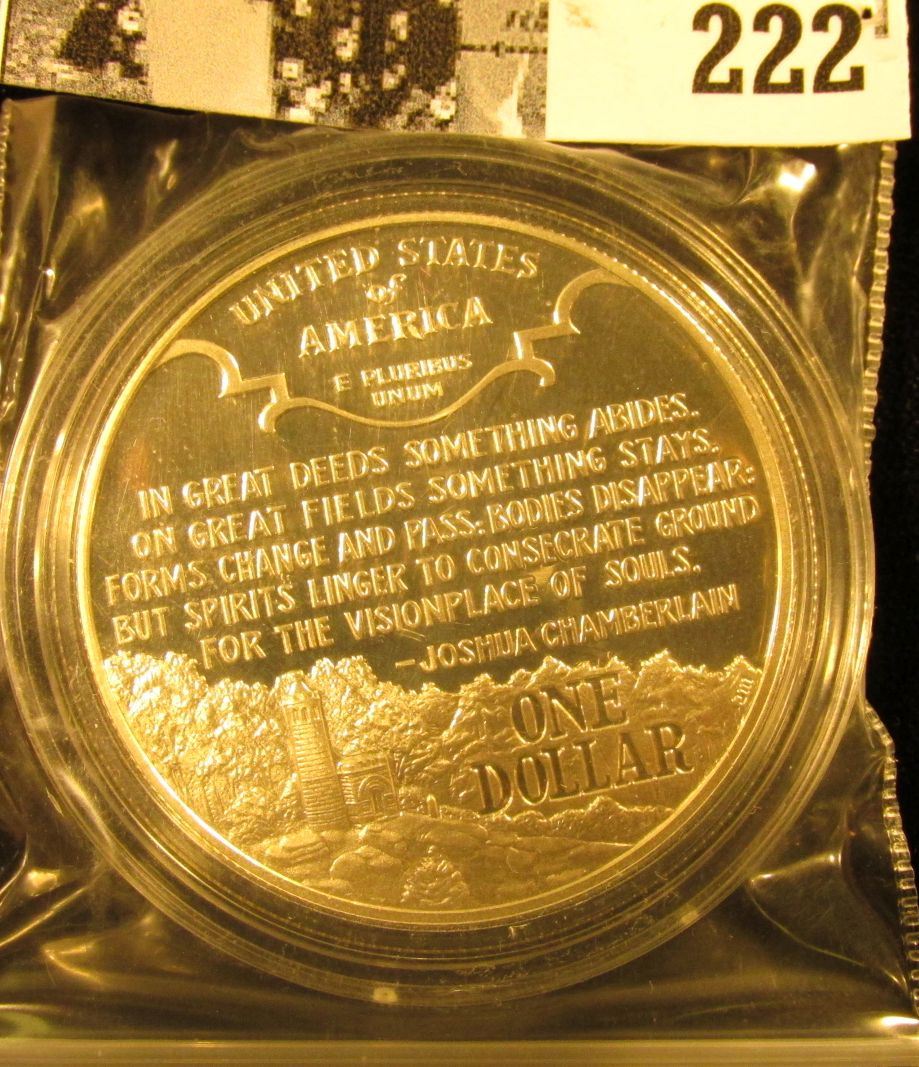 222
UNITED STATES
of
AMERICA
E PLURIBUS
UNUM
IN GREAT DEEDS SOMETHING ABIDES.
ON GREAT FIELDS SOMETHING STAYS.
FORMS CHANGE AND PASS; BODIES DISAPPEAR;
BUT SPIRITS LINGER TO CONSECRATE GROUND
FOR THE VISIONPLACE OF SOULS.
–JOSHUA CHAMBERLAIN
ONE
DOLLAR